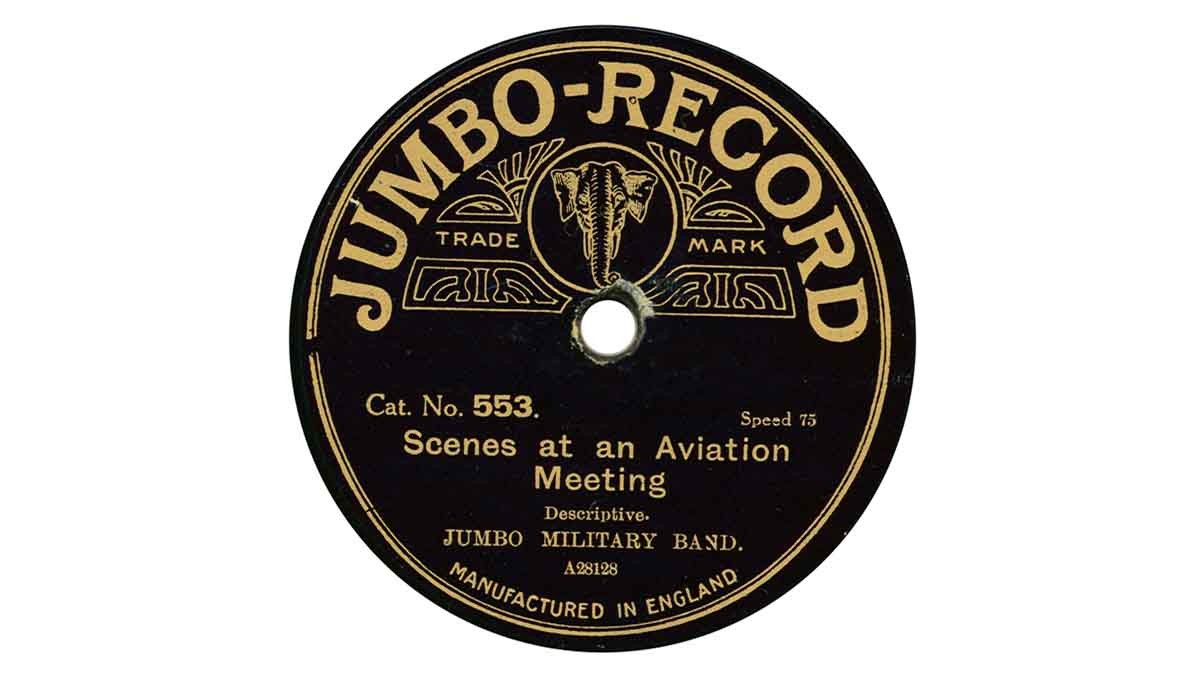 JUMBO-RECORD
TRADE MARK
Cat. No. 553.
Speed 75
Scenes at an Aviation
Meeting
Descriptive.
JUMBO MILITARY BAND.
A28128
MANUFACTURED IN ENGLAND